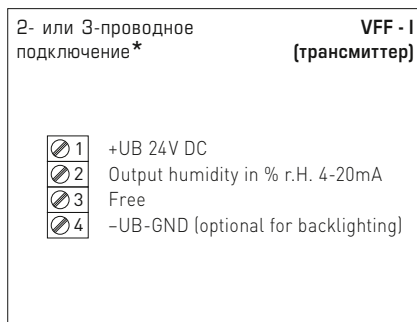 2- или 3-проводное VFF - I
подключение* (трансмиттер)
1 +UB 24V DC
2 Output humidity in % r.H. 4-20mA
3 Free
4 –UB-GND (optional for backlighting)